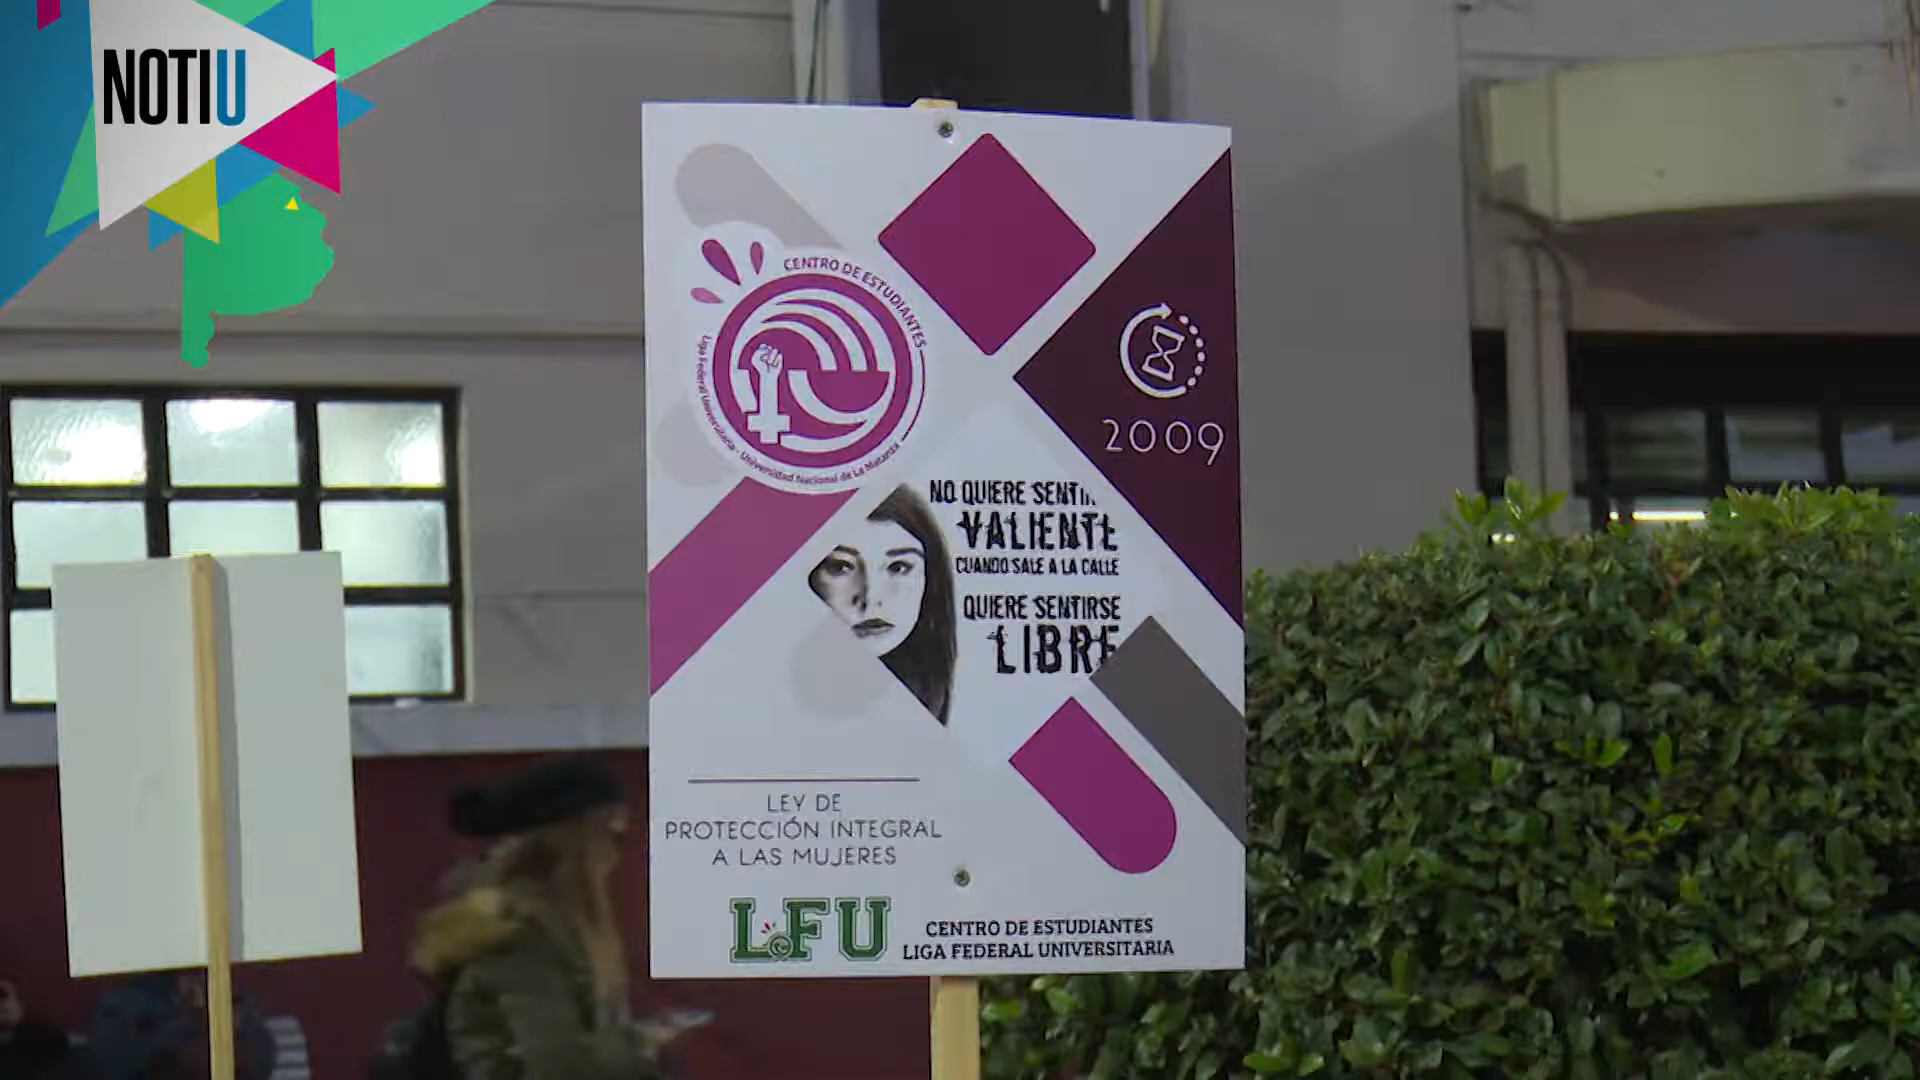 NOTIU
CENTRO DE ESTUDIANTES
Liga Federal Universitaria - Universidad Nacional de La Matanza
2009
NO QUIERE
VALIENTE
CUANDO SALE A LA CALLE
QUIERE SENTIRSE
LIBRE
LEY DE
PROTECCIÓN INTEGRAL
A LAS MUJERES
LFU
CENTRO DE ESTUDIANTES
LIGA FEDERAL UNIVERSITARIA